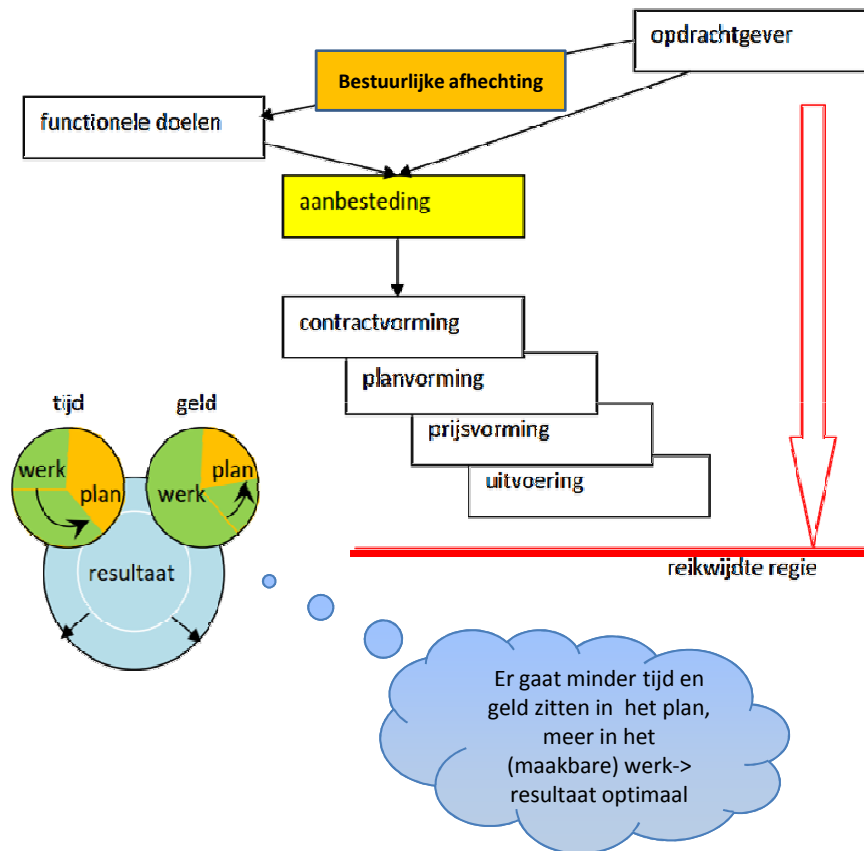 opdrachtgever
Bestuurlijke afhechting
functionele doelen
aanbesteding
contractvorming
planvorming
prijsvorming
uitvoering
tijd
geld
werk
plan
plan
werk
resultaat
reikwijdte regie
Er gaat minder tijd en
geld zitten in het plan,
meer in het
(maakbare) werk->
resultaat optimaal